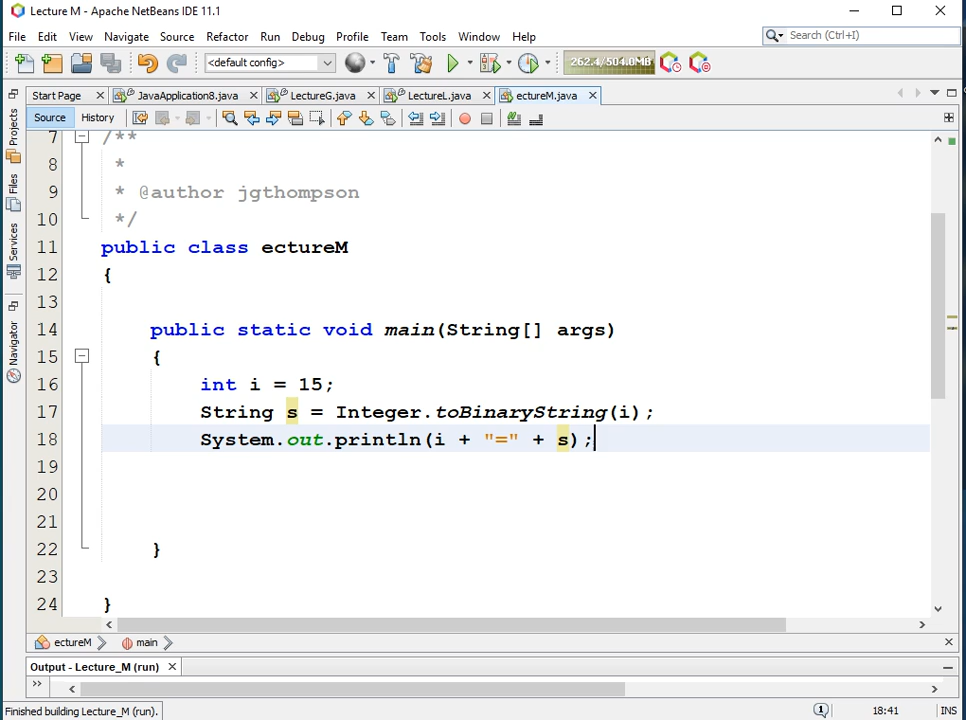 Lecture M - Apache NetBeans IDE 11.1
File Edit View Navigate Source Refactor Run Debug Profile Team Tools Window Help
Search (Ctrl+I)
<default config>
262.4/504.0MB
Start Page JavaApplication8.java LectureG.java LectureL.java ectureM.java
Source History
Projects
Files
Services
Navigator
7 /**
8 *
9 * @author jgthompson
10 */
11 public class ectureM
12 {
13
14 public static void main(String[] args)
15 {
16 int i = 15;
17 String s = Integer.toBinaryString(i);
18 System.out.println(i + "=" + s);
19
20
21
22 }
23
24 }
ectureM main
Output - Lecture_M (run)
Finished building Lecture_M (run).
1
18:41 INS